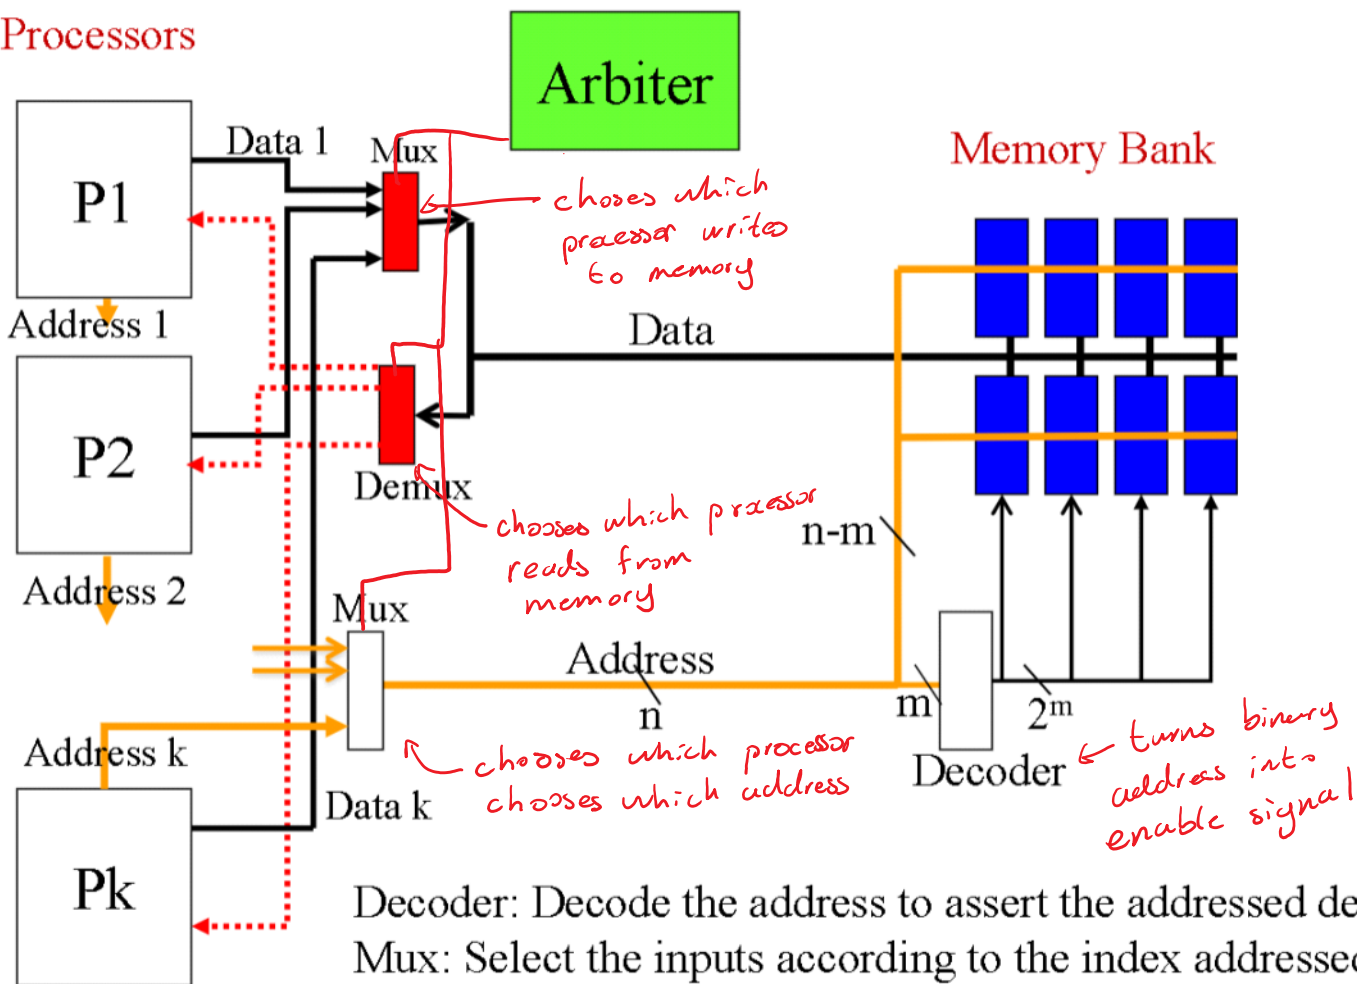 Processors
Arbiter
Data 1
Mux
Memory Bank
P1
choses which
processor writes
to memory
Address 1
Data
P2
Demux
chooses which processor
reads from
memory
n-m
Address 2
Mux
Address
n
m
2^m
Decoder
turns binary
address into
enable signal
Address k
chooses which processor
chooses which address
Data k
Pk
Decoder: Decode the address to assert the addressed de
Mux: Select the inputs according to the index addressed